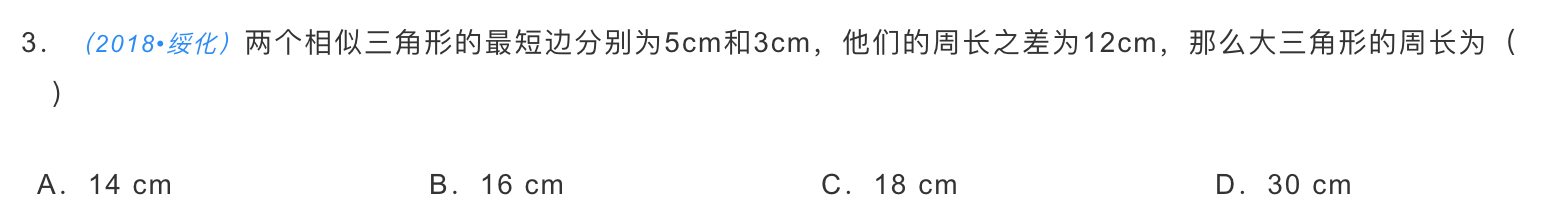 3. （2018•绥化）两个相似三角形的最短边分别为5cm和3cm，他们的周长之差为12cm，那么大三角形的周长为（
）
A. 14 cm B. 16 cm C. 18 cm D. 30 cm